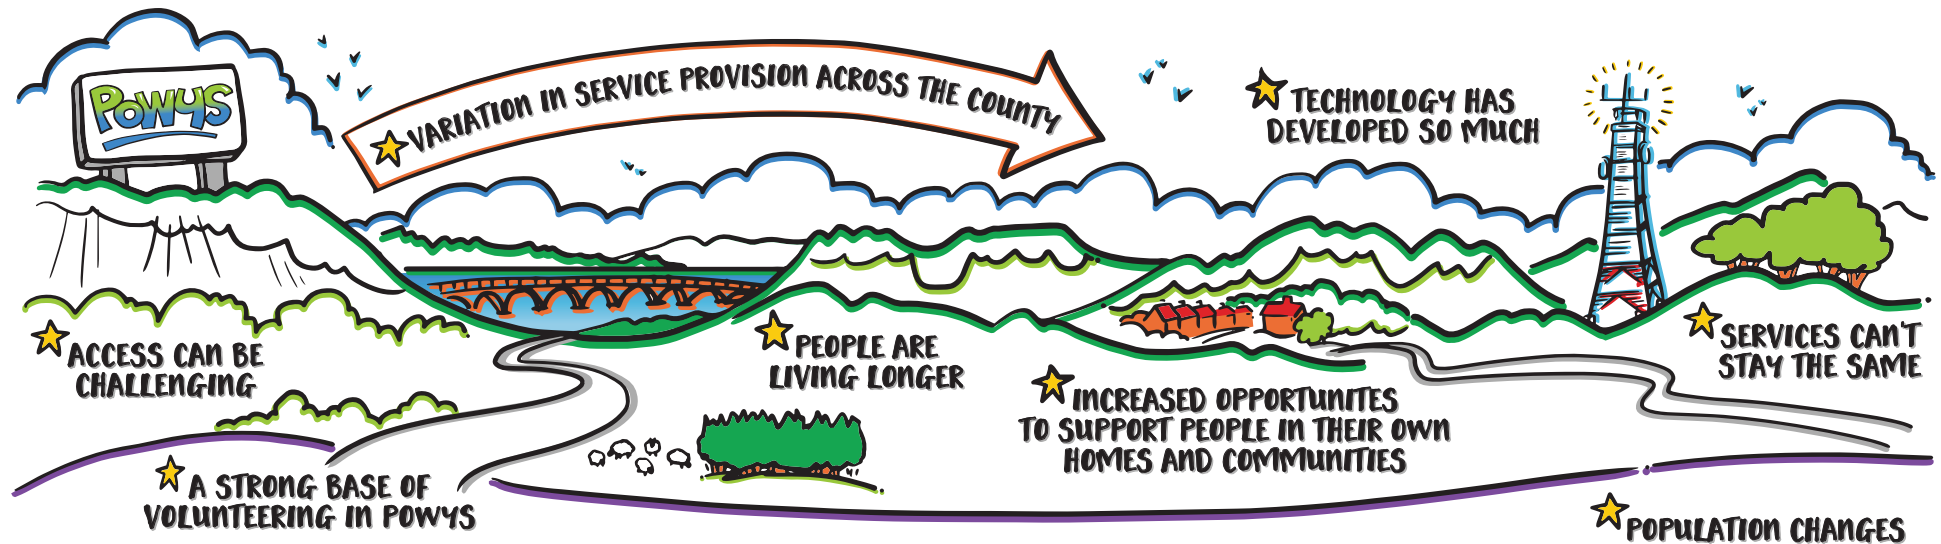 POWYS
VARIATION IN SERVICE PROVISION ACROSS THE COUNTY
TECHNOLOGY HAS
DEVELOPED SO MUCH
ACCESS CAN BE
CHALLENGING
PEOPLE ARE
LIVING LONGER
SERVICES CAN'T
STAY THE SAME
INCREASED OPPORTUNITES
TO SUPPORT PEOPLE IN THEIR OWN
HOMES AND COMMUNITIES
A STRONG BASE OF
VOLUNTEERING IN POWYS
POPULATION CHANGES